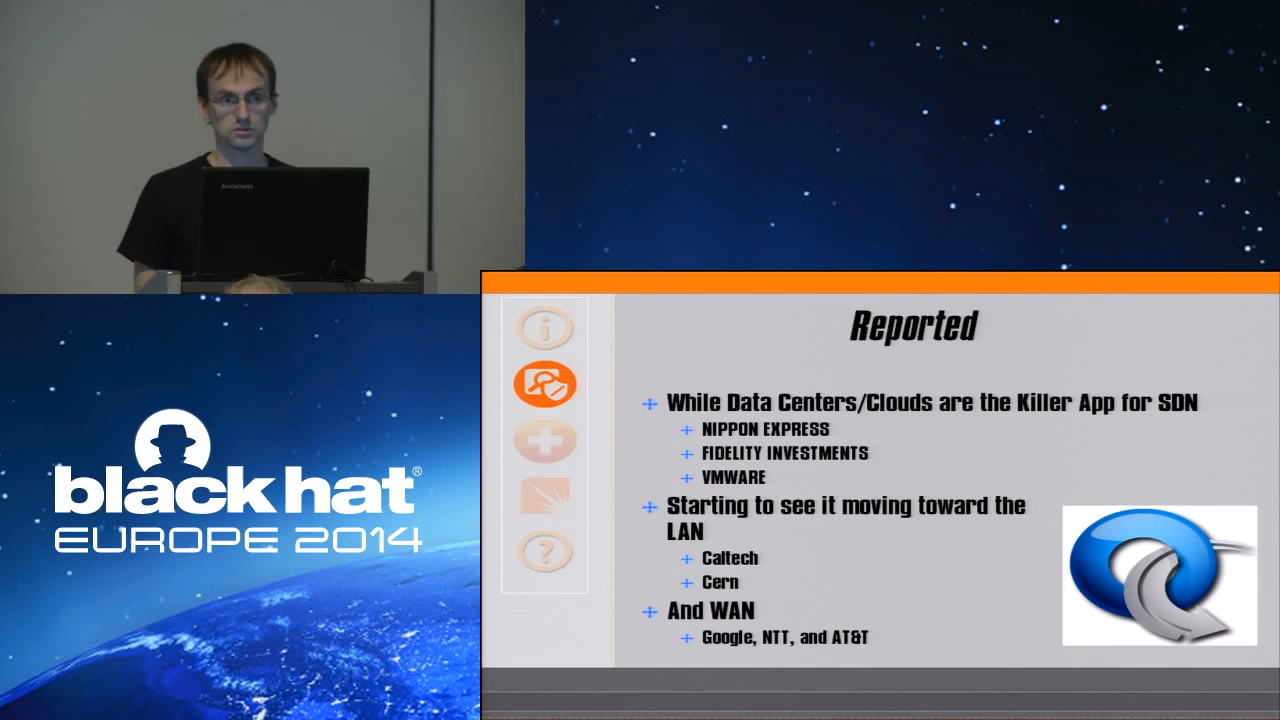 lenovo
Reported
While Data Centers/Clouds are the Killer App for SDN
NIPPON EXPRESS
FIDELITY INVESTMENTS
VMWARE
Starting to see it moving toward the
LAN
Caltech
Cern
And WAN
Google, NTT, and AT&T
black hat®
EUROPE 2014